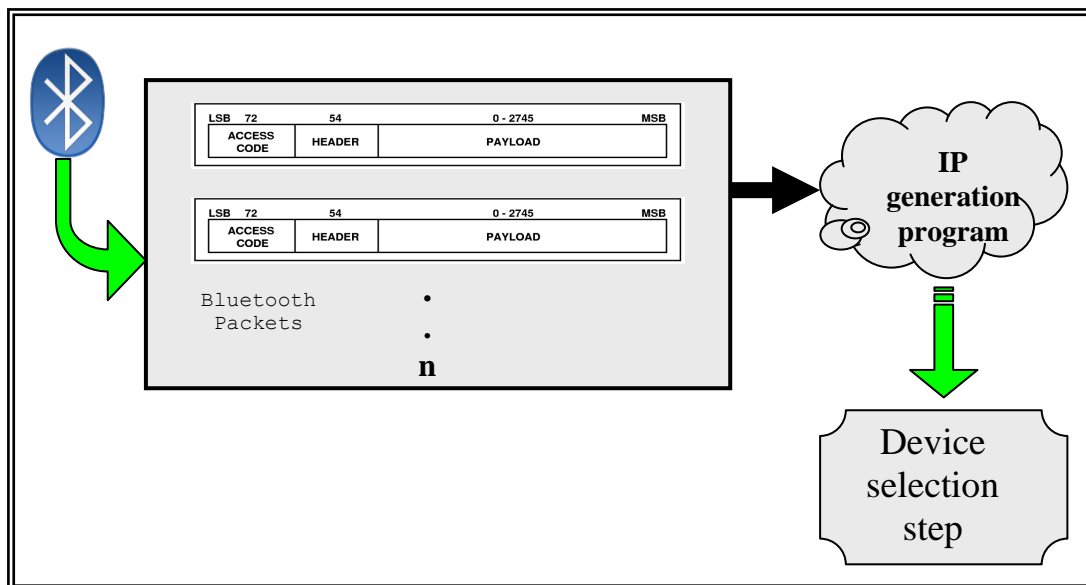 LSB 72 54 0 - 2745 MSB
ACCESS CODE HEADER PAYLOAD
LSB 72 54 0 - 2745 MSB
ACCESS CODE HEADER PAYLOAD
Bluetooth
Packets
•
•
n
IP
generation
program
Device
selection
step